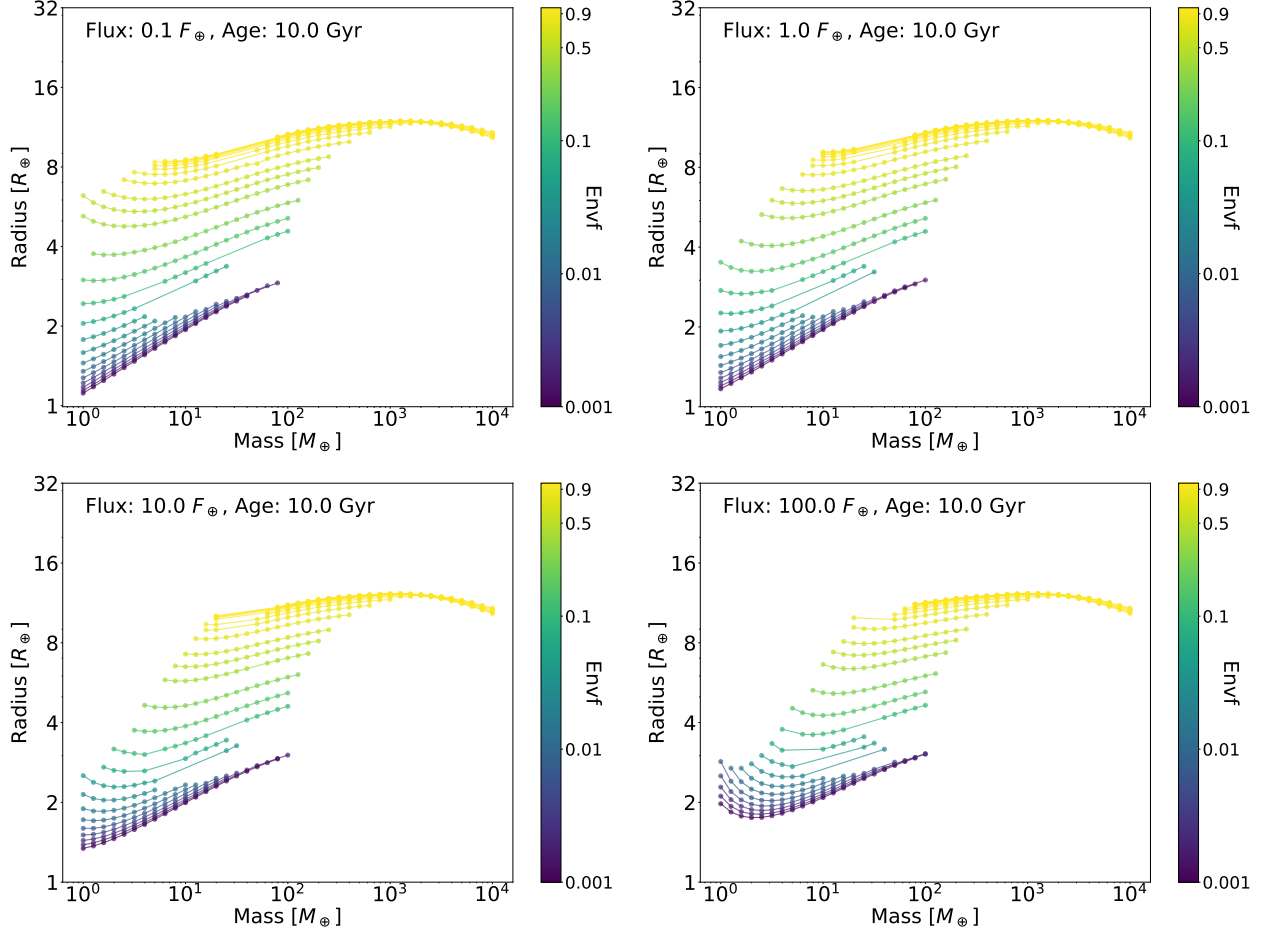 Flux: 0.1 F⊕, Age: 10.0 Gyr
32
16
8
4
2
1
Radius [R⊕]
10⁰ 10¹ 10² 10³ 10⁴
Mass [M⊕]
0.9
0.5
0.1
0.01
0.001
Envf
Flux: 1.0 F⊕, Age: 10.0 Gyr
32
16
8
4
2
1
Radius [R⊕]
10⁰ 10¹ 10² 10³ 10⁴
Mass [M⊕]
0.9
0.5
0.1
0.01
0.001
Envf
Flux: 10.0 F⊕, Age: 10.0 Gyr
32
16
8
4
2
1
Radius [R⊕]
10⁰ 10¹ 10² 10³ 10⁴
Mass [M⊕]
0.9
0.5
0.1
0.01
0.001
Envf
Flux: 100.0 F⊕, Age: 10.0 Gyr
32
16
8
4
2
1
Radius [R⊕]
10⁰ 10¹ 10² 10³ 10⁴
Mass [M⊕]
0.9
0.5
0.1
0.01
0.001
Envf